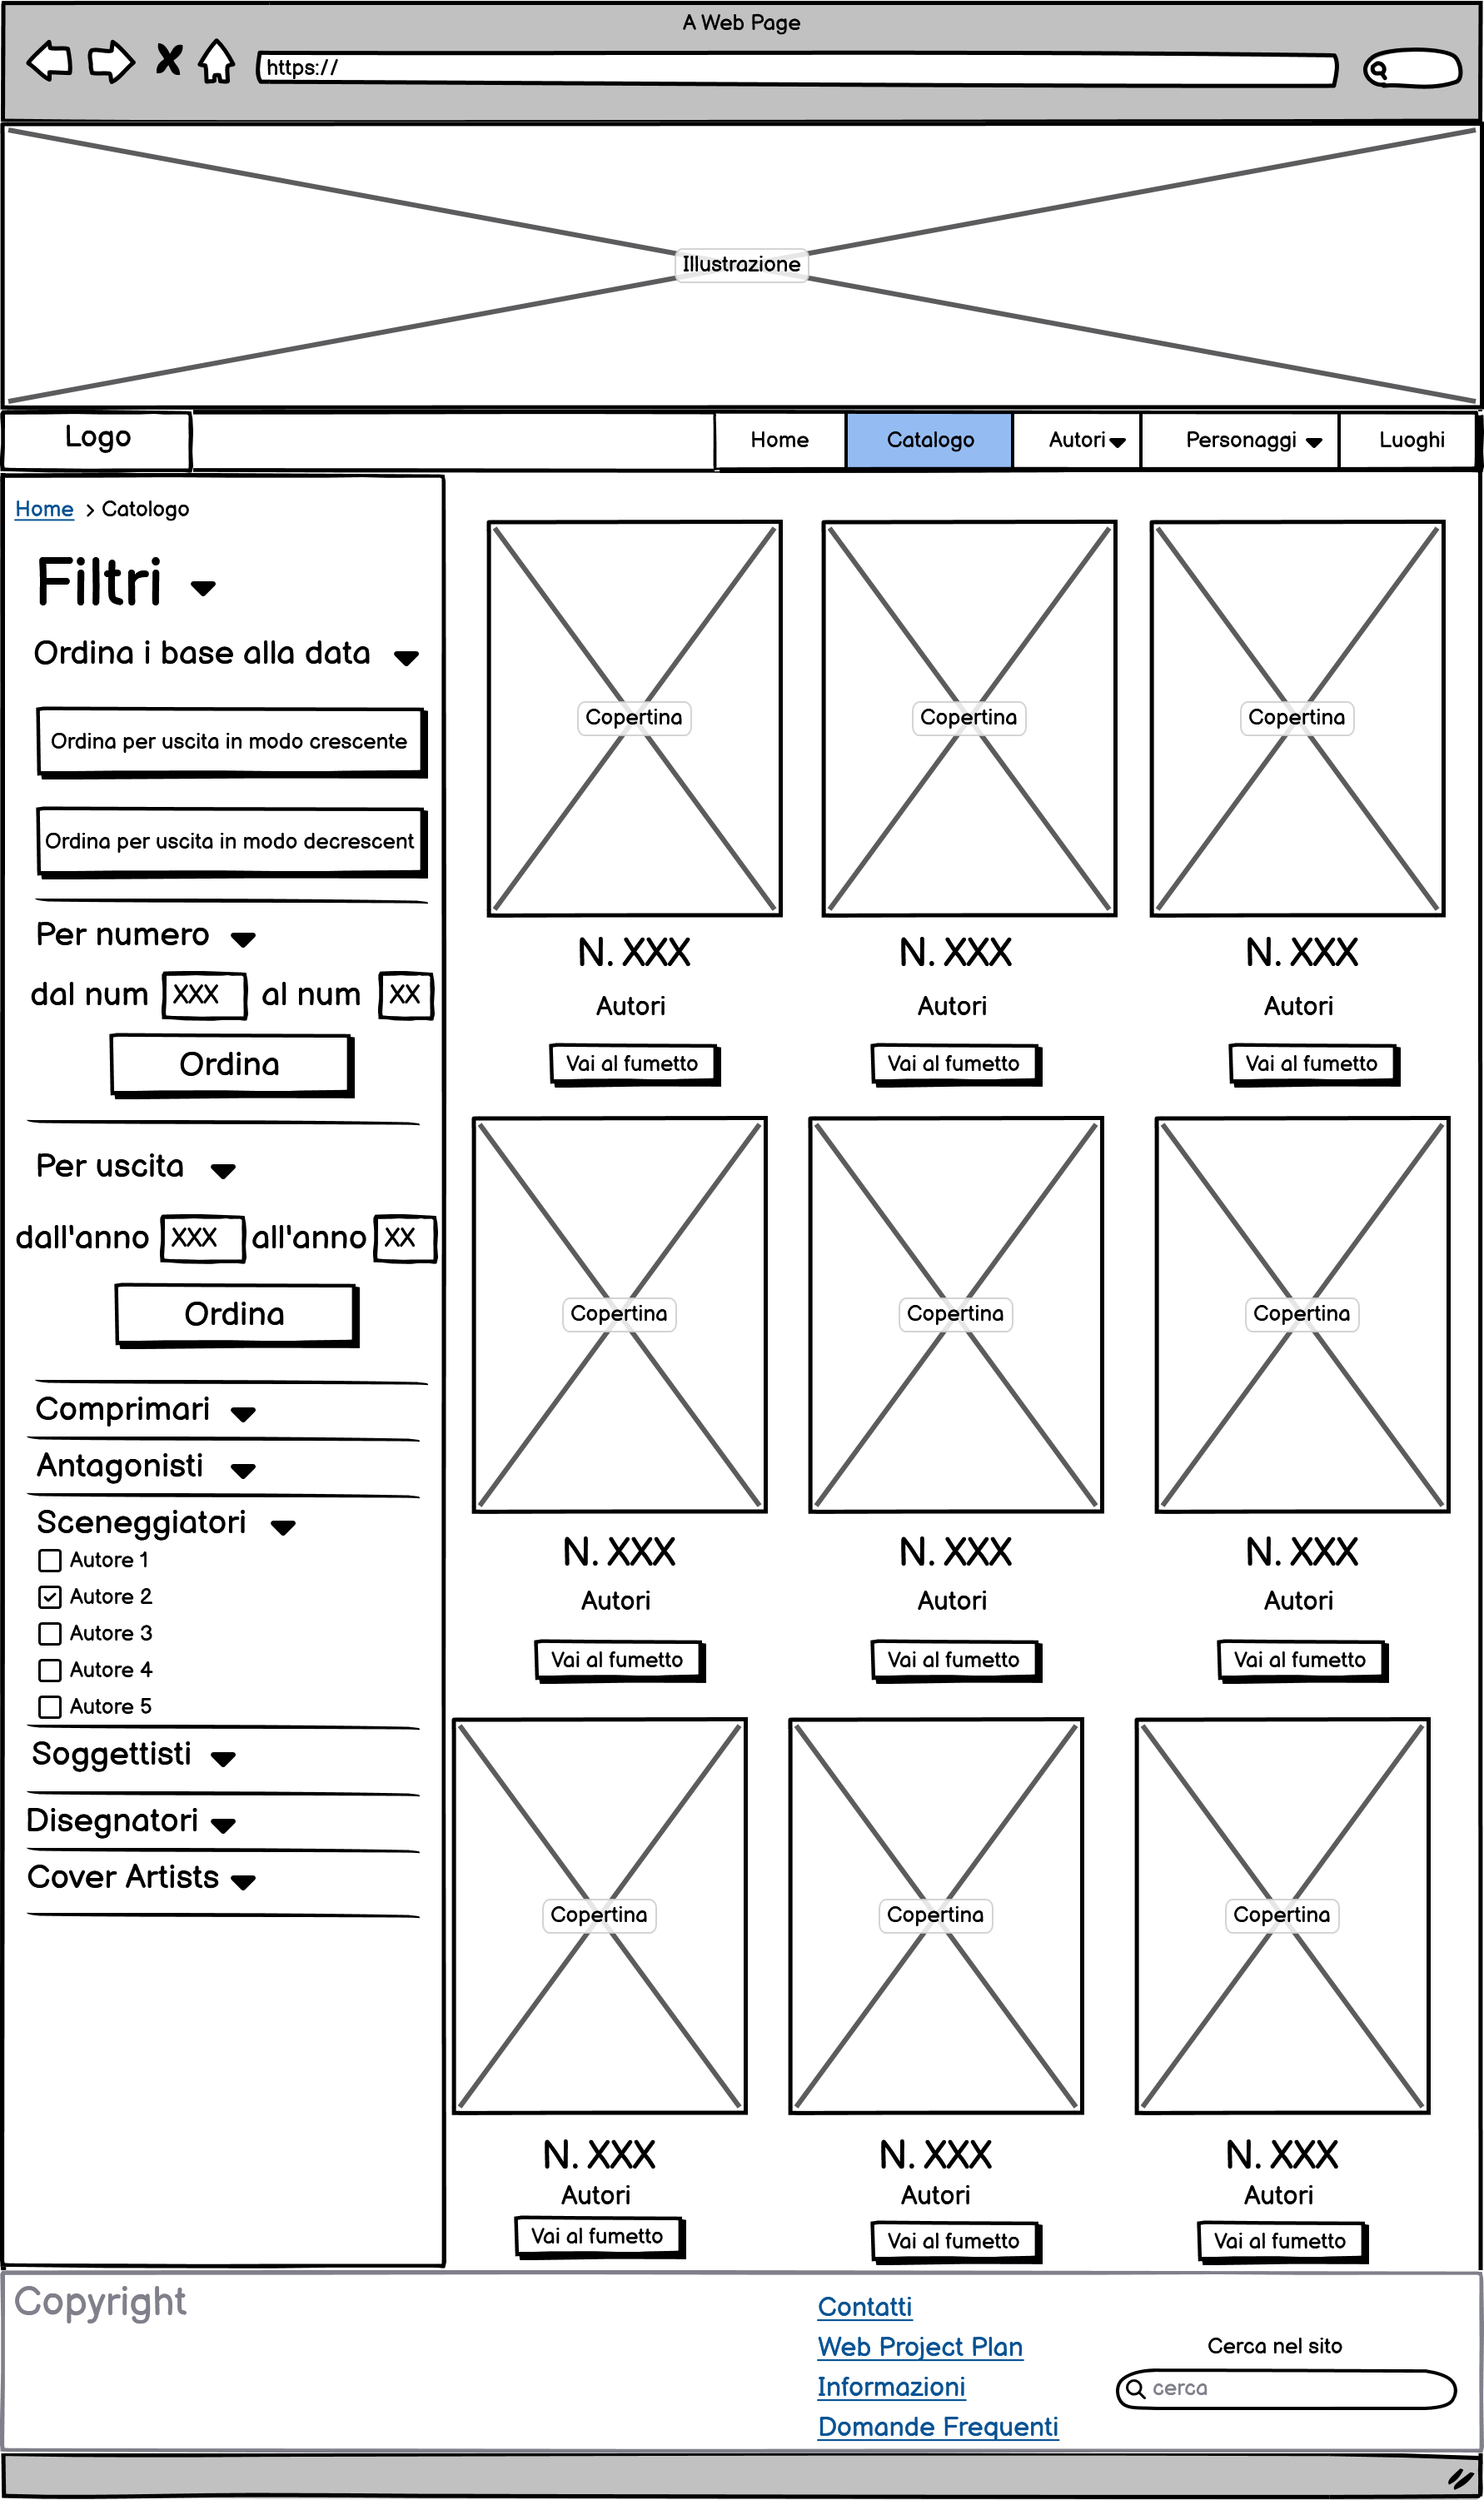 A Web Page
https://
Illustrazione
Logo
Home Catalogo Autori Personaggi Luoghi
Home > Catologo
Filtri
Ordina i base alla data
Ordina per uscita in modo crescente
Ordina per uscita in modo decrescent
Per numero
dal num XXX al num XX
Ordina
Per uscita
dall'anno XXX all'anno XX
Ordina
Comprimari
Antagonisti
Sceneggiatori
Autore 1
Autore 2
Autore 3
Autore 4
Autore 5
Soggettisti
Disegnatori
Cover Artists
Copertina Copertina Copertina
N. XXX N. XXX N. XXX
Autori Autori Autori
Vai al fumetto Vai al fumetto Vai al fumetto
Copertina Copertina Copertina
N. XXX N. XXX N. XXX
Autori Autori Autori
Vai al fumetto Vai al fumetto Vai al fumetto
Copertina Copertina Copertina
N. XXX N. XXX N. XXX
Autori Autori Autori
Vai al fumetto Vai al fumetto Vai al fumetto
Copyright
Contatti
Web Project Plan
Informazioni
Domande Frequenti
Cerca nel sito
cerca